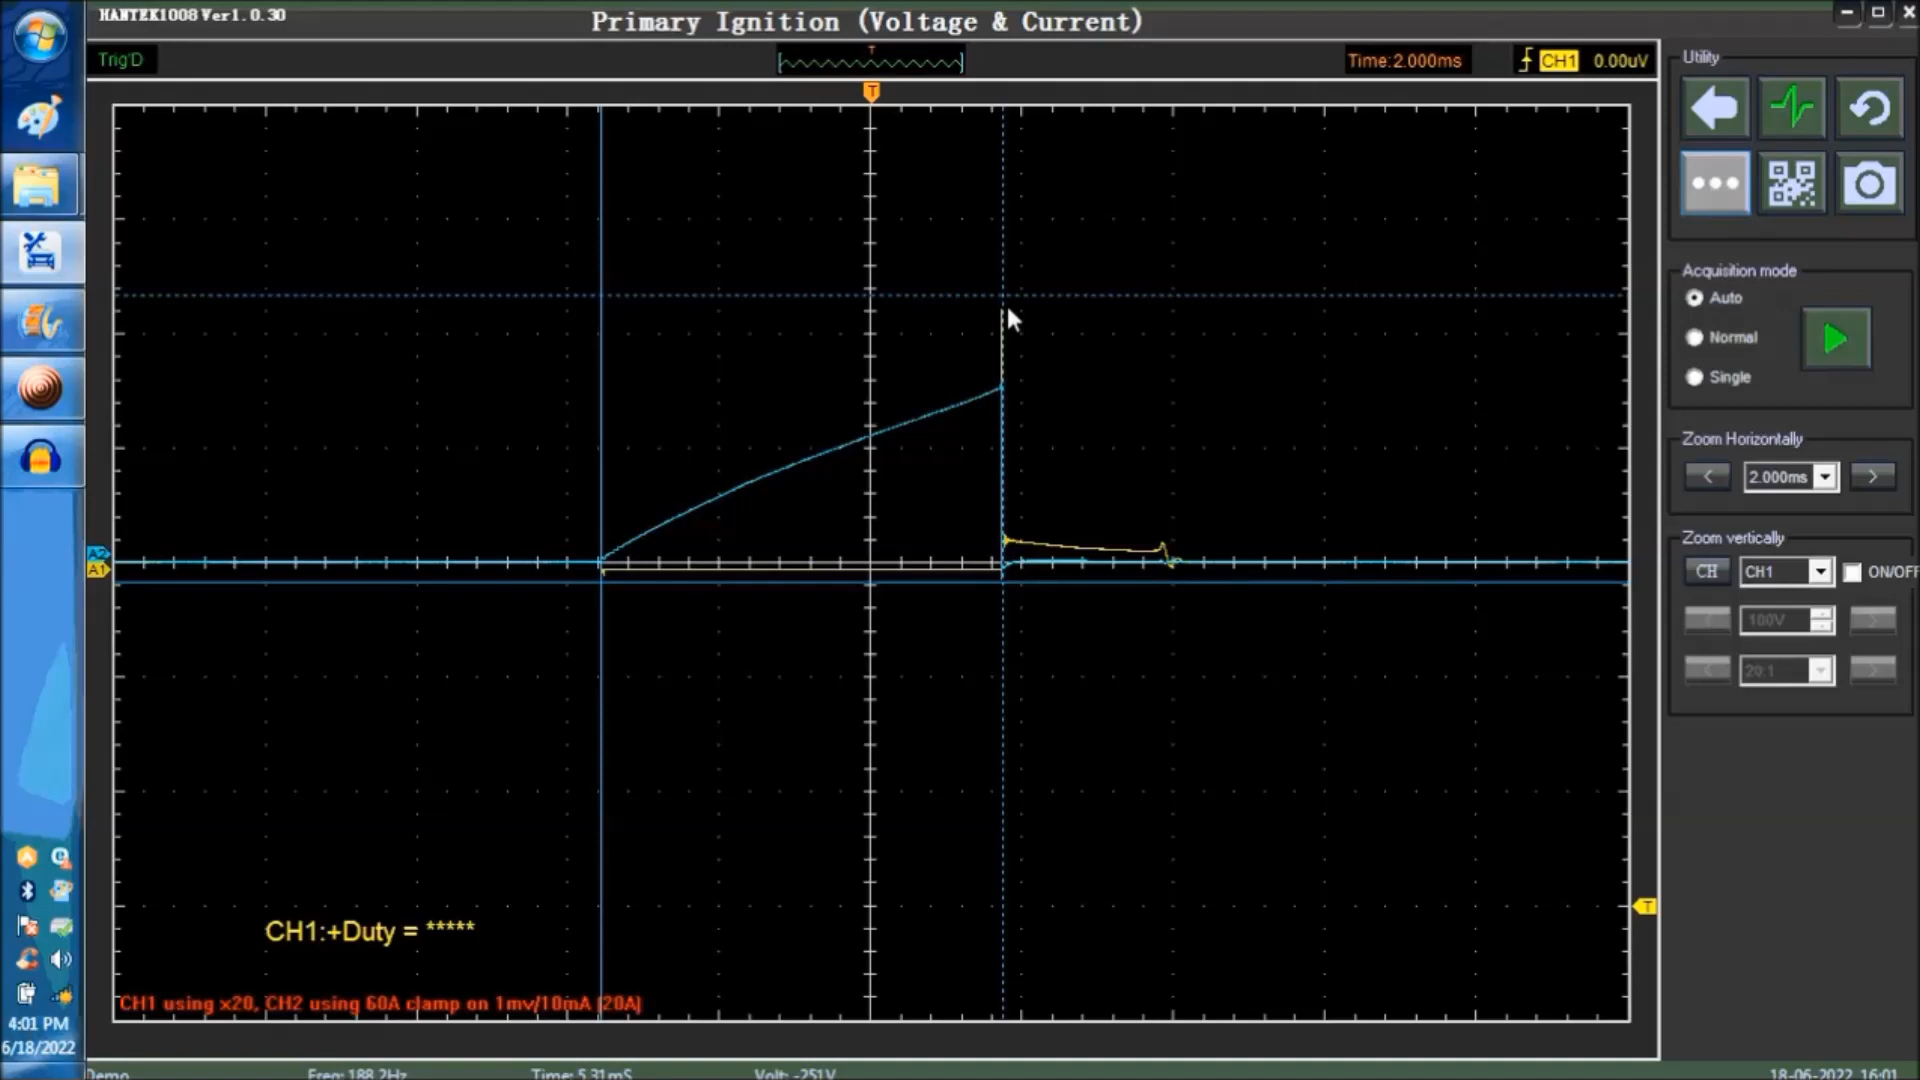 HANTEK1008 Ver1.0.30
Primary Ignition (Voltage & Current)
Trig'D
T
Time:2.000ms
CH1 0.00uV
T
Utility
Acquisition mode
Auto
Normal
Single
Zoom Horizontally
2.000ms
Zoom vertically
CH CH1 ON/OFF
100V
20:1
A2
A1
T
CH1:+Duty = *****
CH1 using x20, CH2 using 60A clamp on 1mv/10mA (20A)
4:01 PM
6/18/2022
Demo Freq: 188.2Hz Time: 5.31mS Volt: -251V 18-06-2022 16:01